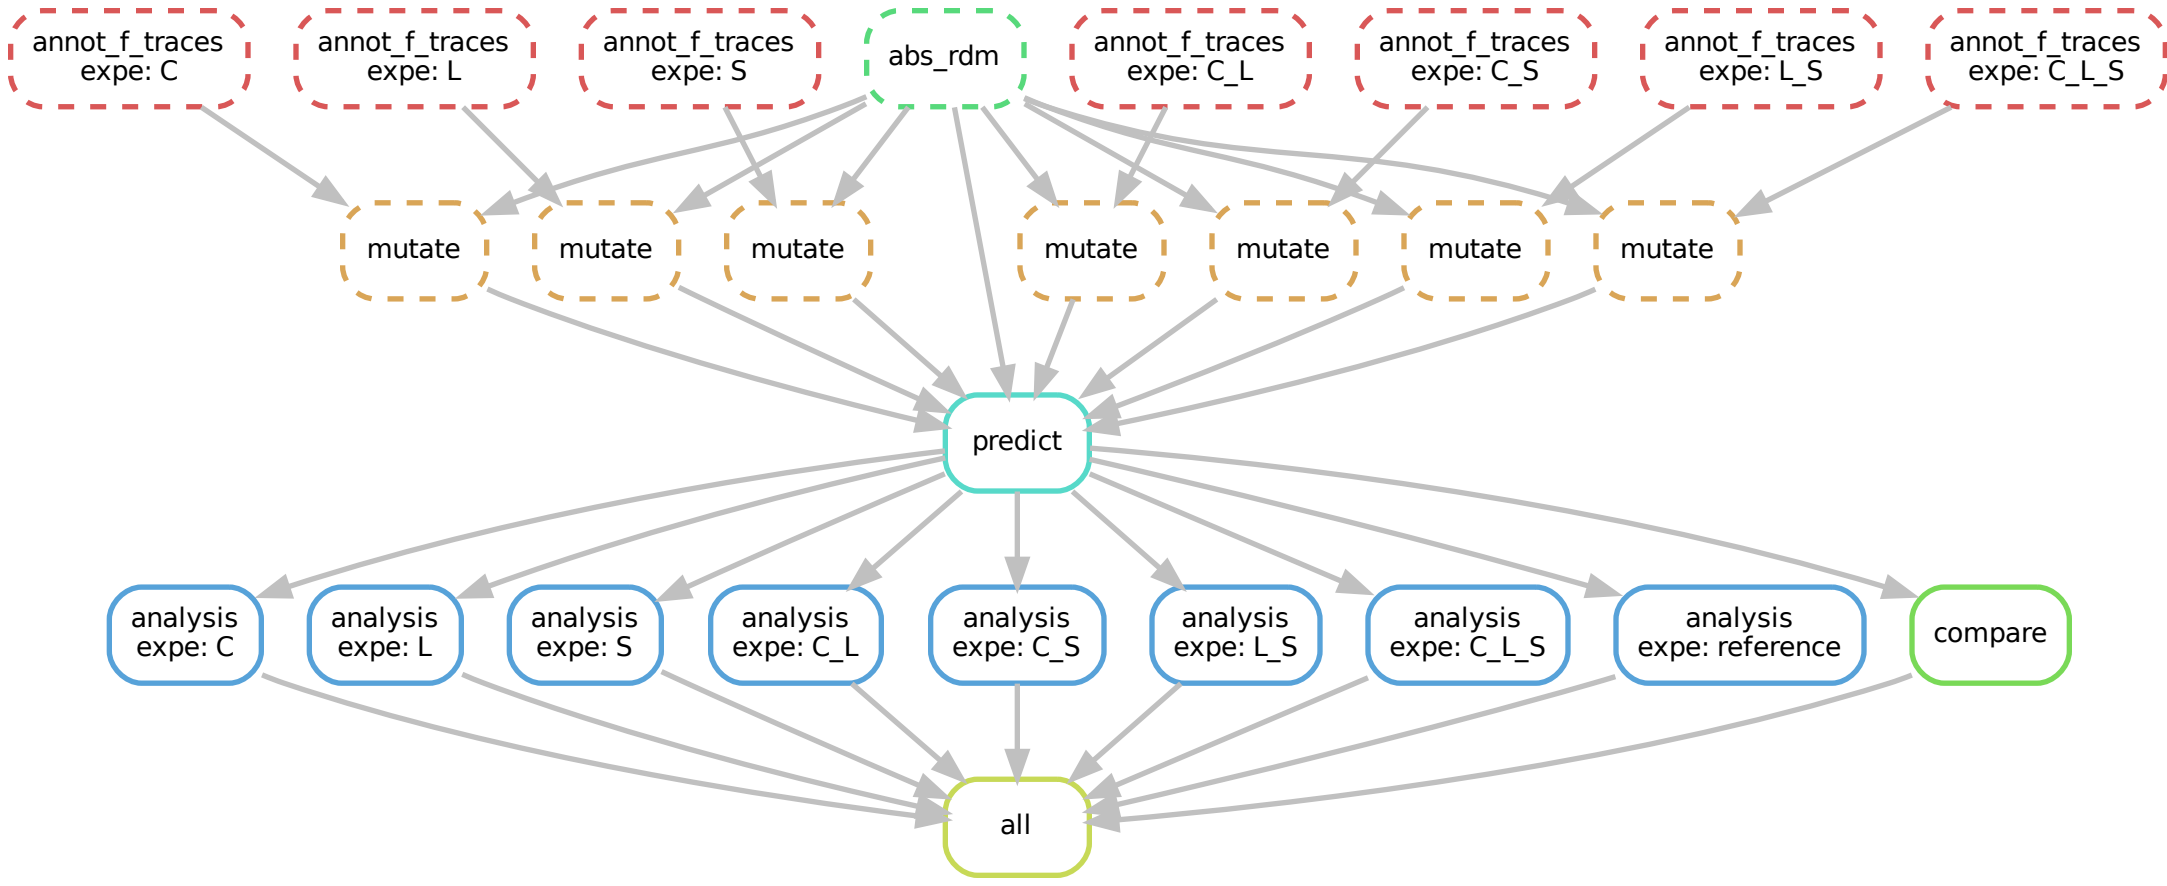 annot_f_traces
expe: C
annot_f_traces
expe: L
annot_f_traces
expe: S
abs_rdm
annot_f_traces
expe: C_L
annot_f_traces
expe: C_S
annot_f_traces
expe: L_S
annot_f_traces
expe: C_L_S
mutate
mutate
mutate
mutate
mutate
mutate
mutate
predict
analysis
expe: C
analysis
expe: L
analysis
expe: S
analysis
expe: C_L
analysis
expe: C_S
analysis
expe: L_S
analysis
expe: C_L_S
analysis
expe: reference
compare
all